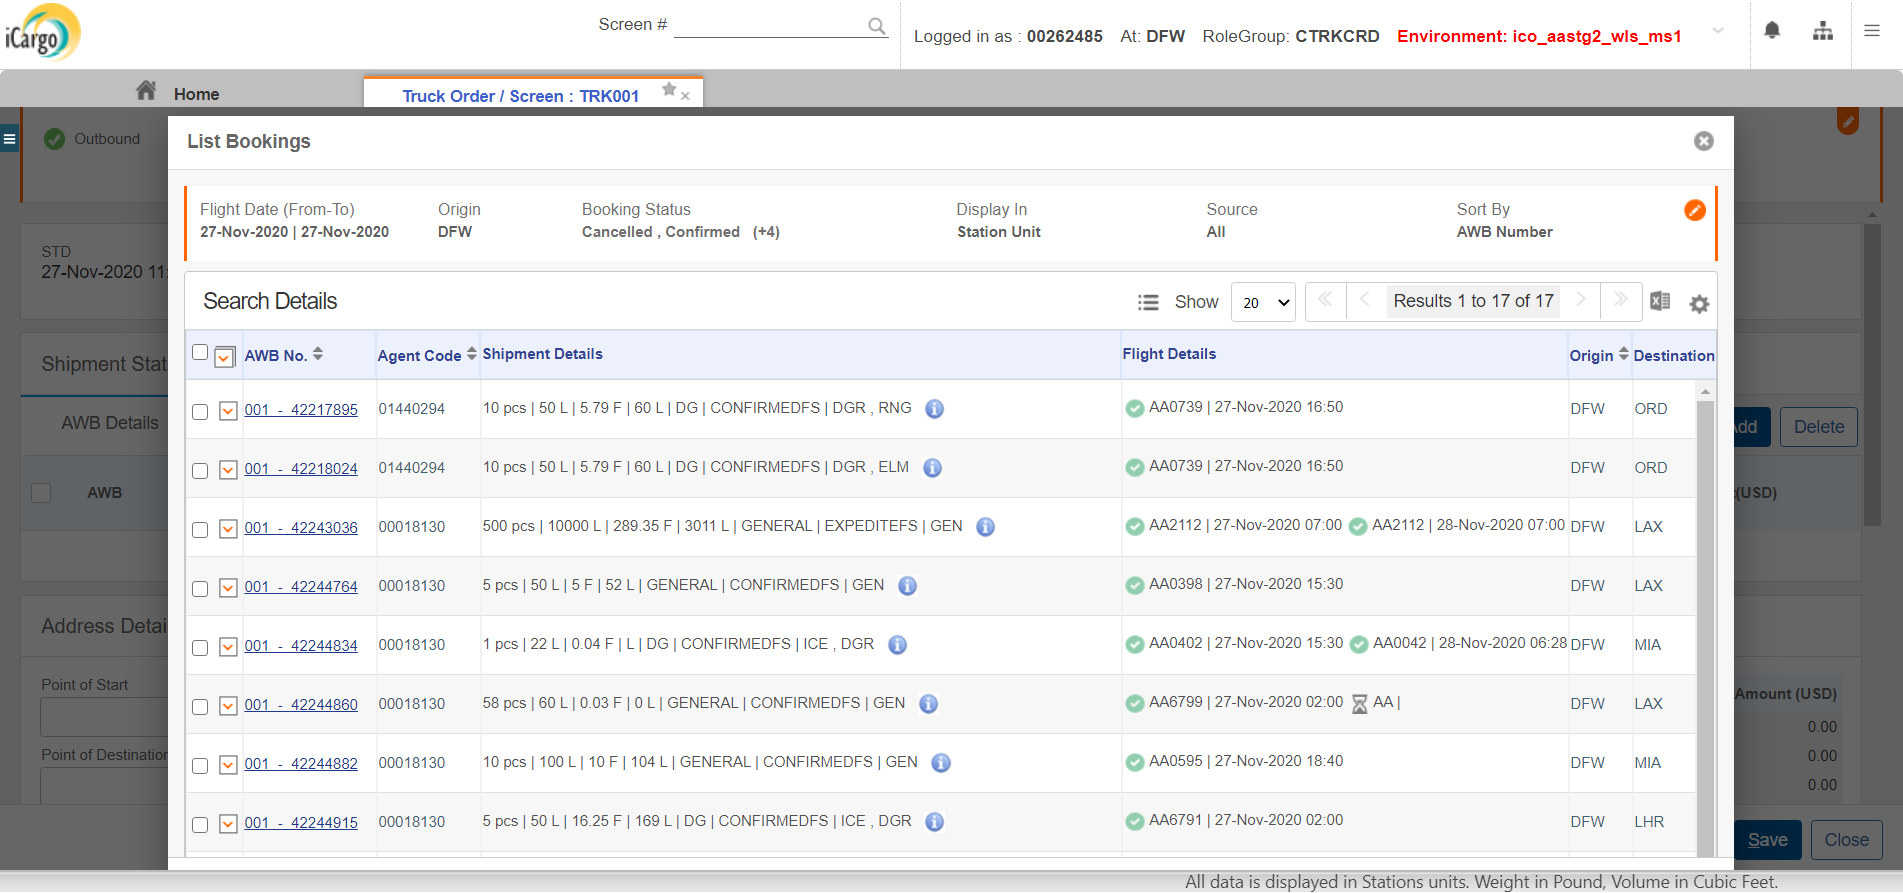 iCargo
Screen #
Logged in as : 00262485 At: DFW RoleGroup: CTRKCRD Environment: ico_aastg2_wls_ms1
Home
Truck Order / Screen : TRK001
Outbound
List Bookings
Flight Date (From-To) Origin Booking Status Display In Source Sort By
27-Nov-2020 | 27-Nov-2020 DFW Cancelled , Confirmed (+4) Station Unit All AWB Number
STD
27-Nov-2020 11:
Search Details
Show 20 Results 1 to 17 of 17
AWB No. Agent Code Shipment Details Flight Details Origin Destination
001 - 42217895 01440294 10 pcs | 50 L | 5.79 F | 60 L | DG | CONFIRMEDFS | DGR , RNG AA0739 | 27-Nov-2020 16:50 DFW ORD
001 - 42218024 01440294 10 pcs | 50 L | 5.79 F | 60 L | DG | CONFIRMEDFS | DGR , ELM AA0739 | 27-Nov-2020 16:50 DFW ORD
001 - 42243036 00018130 500 pcs | 10000 L | 289.35 F | 3011 L | GENERAL | EXPEDITEFS | GEN AA2112 | 27-Nov-2020 07:00 AA2112 | 28-Nov-2020 07:00 DFW LAX
001 - 42244764 00018130 5 pcs | 50 L | 5 F | 52 L | GENERAL | CONFIRMEDFS | GEN AA0398 | 27-Nov-2020 15:30 DFW LAX
001 - 42244834 00018130 1 pcs | 22 L | 0.04 F | L | DG | CONFIRMEDFS | ICE , DGR AA0402 | 27-Nov-2020 15:30 AA0042 | 28-Nov-2020 06:28 DFW MIA
001 - 42244860 00018130 58 pcs | 60 L | 0.03 F | 0 L | GENERAL | CONFIRMEDFS | GEN AA6799 | 27-Nov-2020 02:00 AA | DFW LAX
001 - 42244882 00018130 10 pcs | 100 L | 10 F | 104 L | GENERAL | CONFIRMEDFS | GEN AA0595 | 27-Nov-2020 18:40 DFW MIA
001 - 42244915 00018130 5 pcs | 50 L | 16.25 F | 169 L | DG | CONFIRMEDFS | ICE , DGR AA6791 | 27-Nov-2020 02:00 DFW LHR
Shipment Stat
AWB Details
dd Delete
AWB
(USD)
Address Detai
Point of Start
Amount (USD)
0.00
Point of Destination
0.00
0.00
Save Close
All data is displayed in Stations units. Weight in Pound, Volume in Cubic Feet.